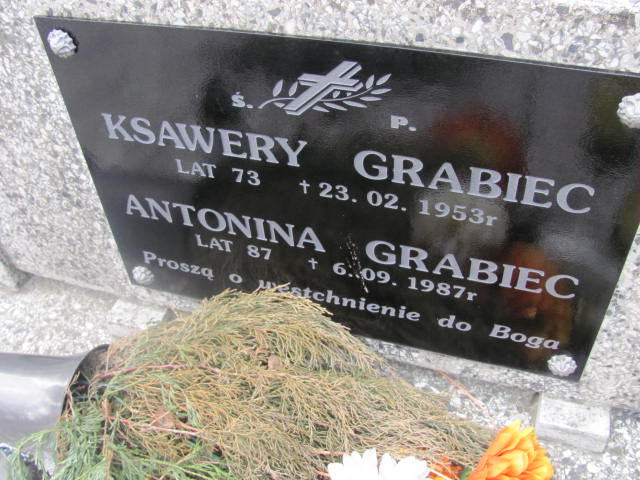 Ś. P.
KSAWERY GRABIEC
LAT 73 † 23.02.1953r
ANTONINA GRABIEC
LAT 87 † 6.09.1987r
Proszą o westchnienie do Boga